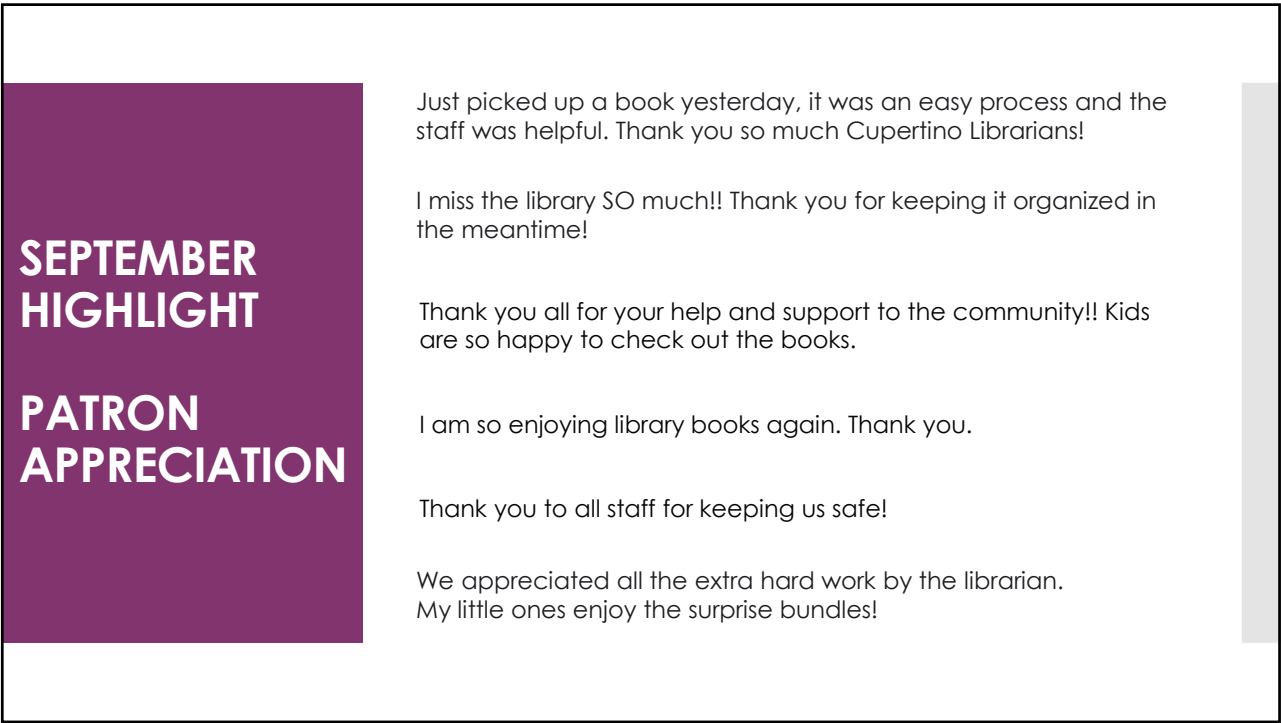 SEPTEMBER
HIGHLIGHT
PATRON
APPRECIATION
Just picked up a book yesterday, it was an easy process and the
staff was helpful. Thank you so much Cupertino Librarians!
I miss the library SO much!! Thank you for keeping it organized in
the meantime!
Thank you all for your help and support to the community!! Kids
are so happy to check out the books.
I am so enjoying library books again. Thank you.
Thank you to all staff for keeping us safe!
We appreciated all the extra hard work by the librarian.
My little ones enjoy the surprise bundles!